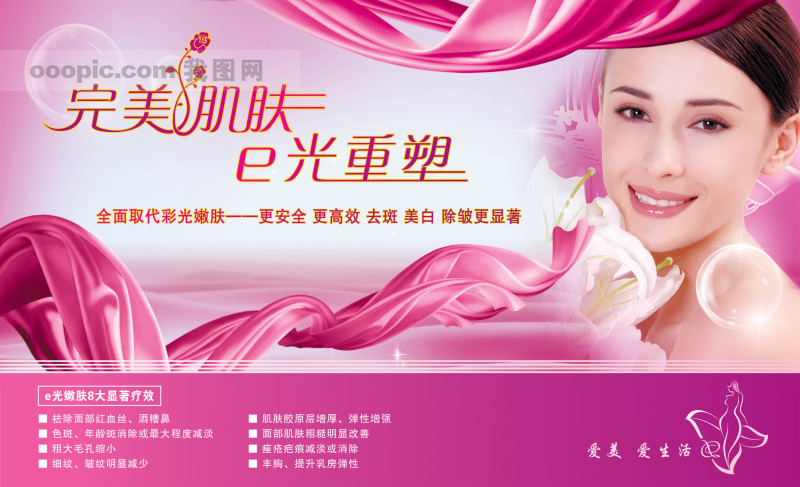 ooopic.com 我图网
完美肌肤
e光重塑
全面取代彩光嫩肤——更安全 更高效 去斑 美白 除皱更显著
e光嫩肤8大显著疗效
■ 祛除面部红血丝、酒糟鼻
■ 色斑、年龄斑消除或最大程度减淡
■ 粗大毛孔缩小
■ 细纹、皱纹明显减少
■ 肌肤胶原层增厚、弹性增强
■ 面部肌肤粗糙明显改善
■ 痤疮疤痕减淡或消除
■ 丰胸、提升乳房弹性
爱美 爱生活